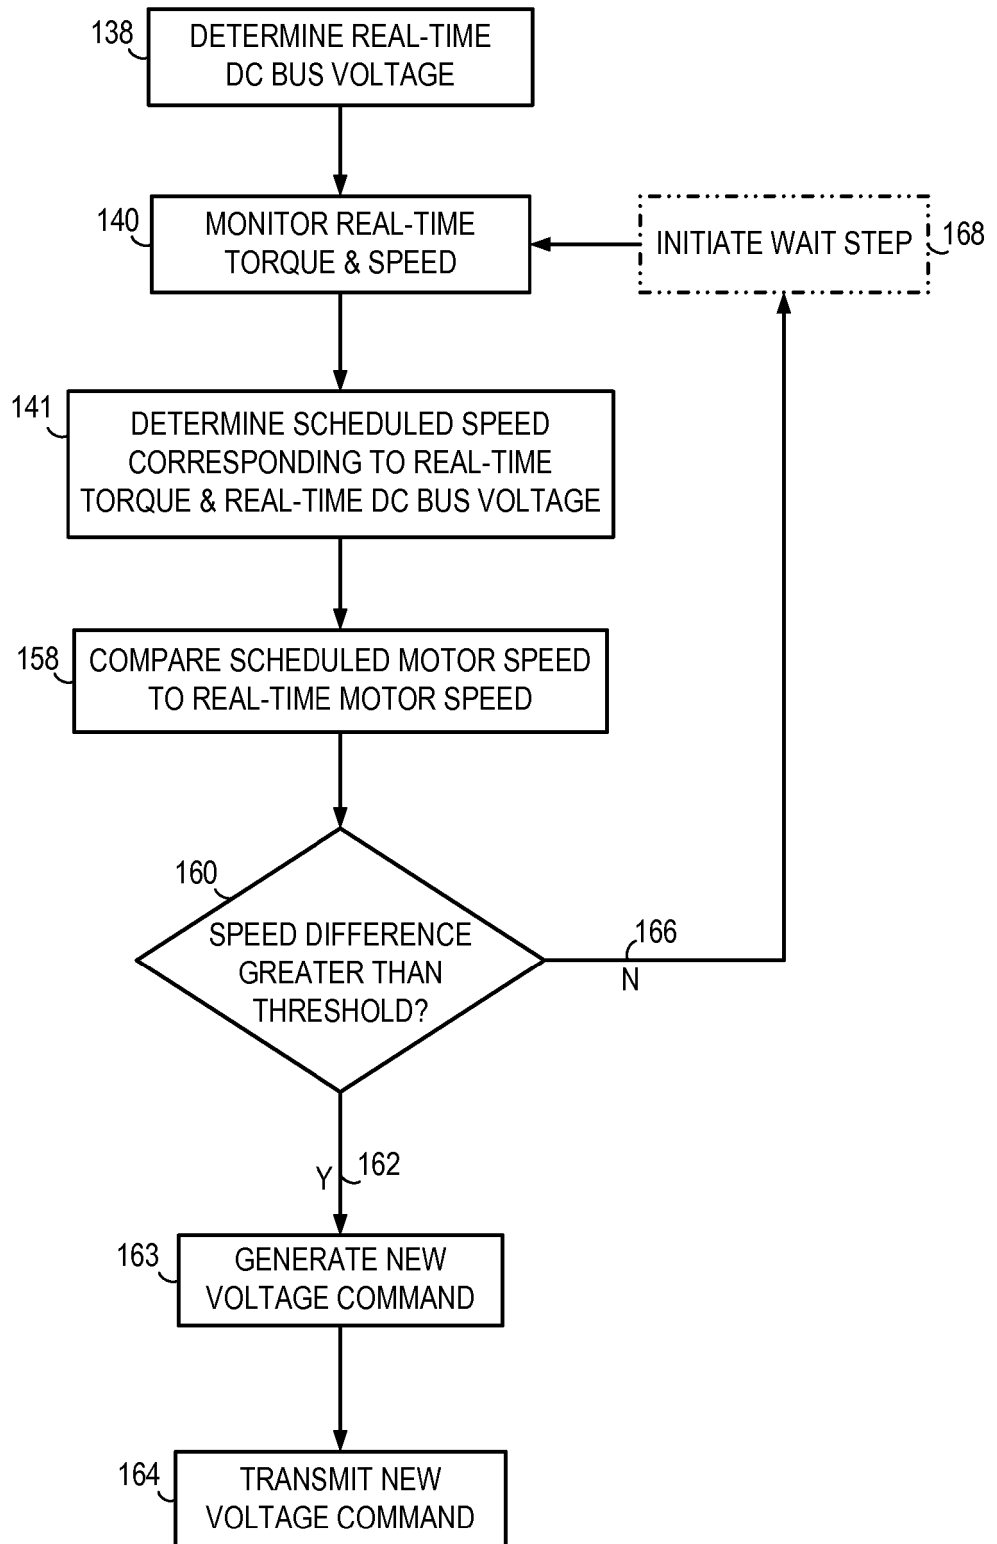 138
DETERMINE REAL-TIME
DC BUS VOLTAGE
140
MONITOR REAL-TIME
TORQUE & SPEED
INITIATE WAIT STEP
168
141
DETERMINE SCHEDULED SPEED
CORRESPONDING TO REAL-TIME
TORQUE & REAL-TIME DC BUS VOLTAGE
158
COMPARE SCHEDULED MOTOR SPEED
TO REAL-TIME MOTOR SPEED
160
SPEED DIFFERENCE
GREATER THAN
THRESHOLD?
166
N
Y
162
163
GENERATE NEW
VOLTAGE COMMAND
164
TRANSMIT NEW
VOLTAGE COMMAND